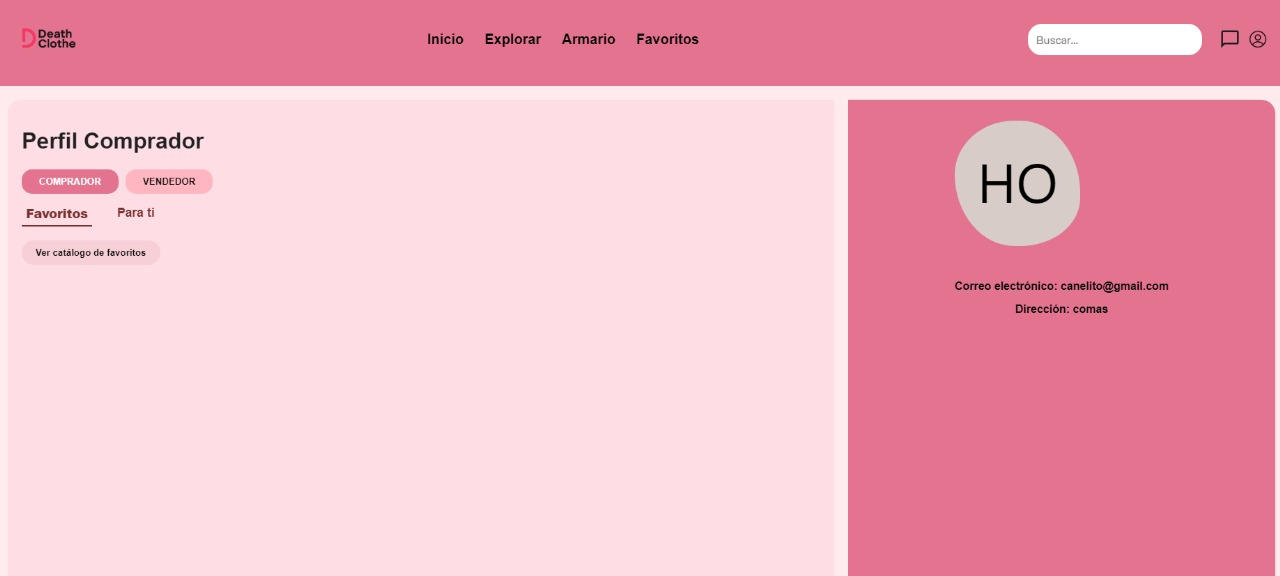 Death
Clothe
Inicio Explorar Armario Favoritos
Buscar...
Perfil Comprador
COMPRADOR VENDEDOR
Favoritos Para ti
Ver catálogo de favoritos
HO
Correo electrónico: canelito@gmail.com
Dirección: comas